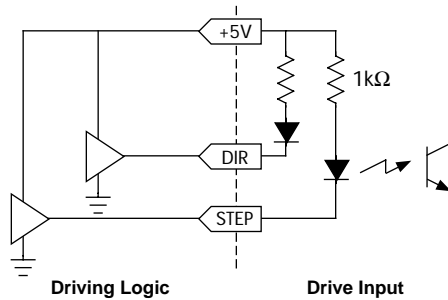 +5V
1kΩ
DIR
STEP
Driving Logic
Drive Input